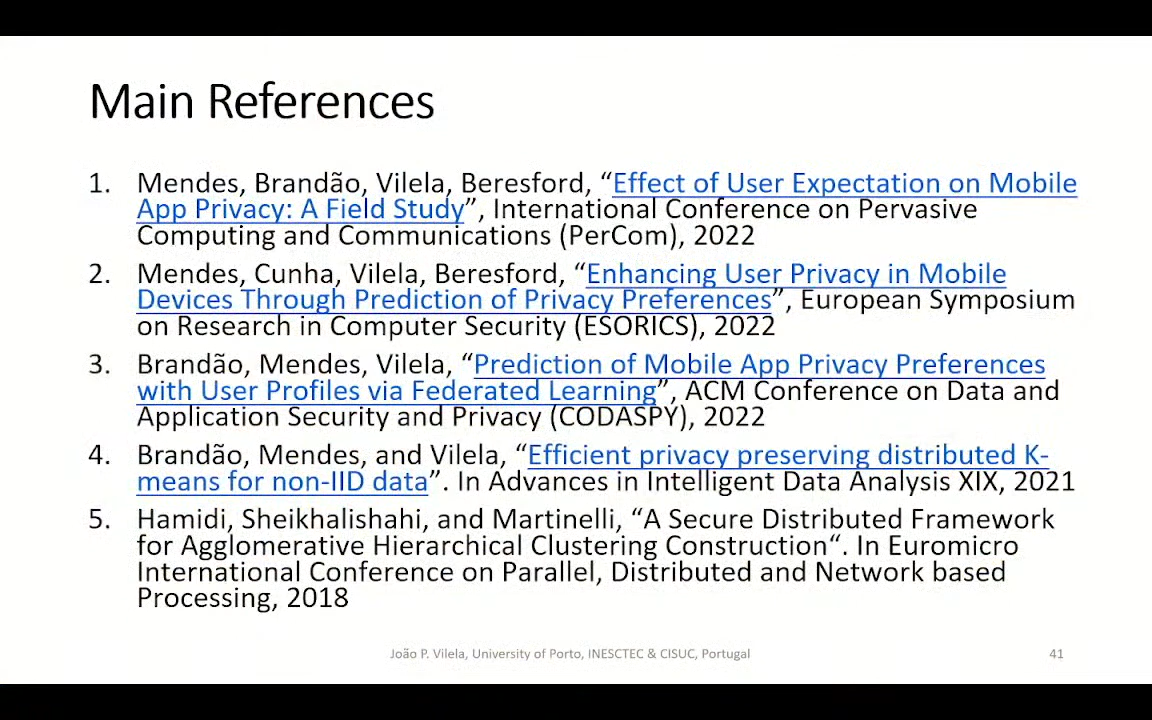 Main References
1. Mendes, Brandão, Vilela, Beresford, “Effect of User Expectation on Mobile
App Privacy: A Field Study”, International Conference on Pervasive
Computing and Communications (PerCom), 2022
2. Mendes, Cunha, Vilela, Beresford, “Enhancing User Privacy in Mobile
Devices Through Prediction of Privacy Preferences”, European Symposium
on Research in Computer Security (ESORICS), 2022
3. Brandão, Mendes, Vilela, “Prediction of Mobile App Privacy Preferences
with User Profiles via Federated Learning”, ACM Conference on Data and
Application Security and Privacy (CODASPY), 2022
4. Brandão, Mendes, and Vilela, “Efficient privacy preserving distributed K-
means for non-IID data”. In Advances in Intelligent Data Analysis XIX, 2021
5. Hamidi, Sheikhalishahi, and Martinelli, “A Secure Distributed Framework
for Agglomerative Hierarchical Clustering Construction“. In Euromicro
International Conference on Parallel, Distributed and Network based
Processing, 2018
João P. Vilela, University of Porto, INESCTEC & CISUC, Portugal
41